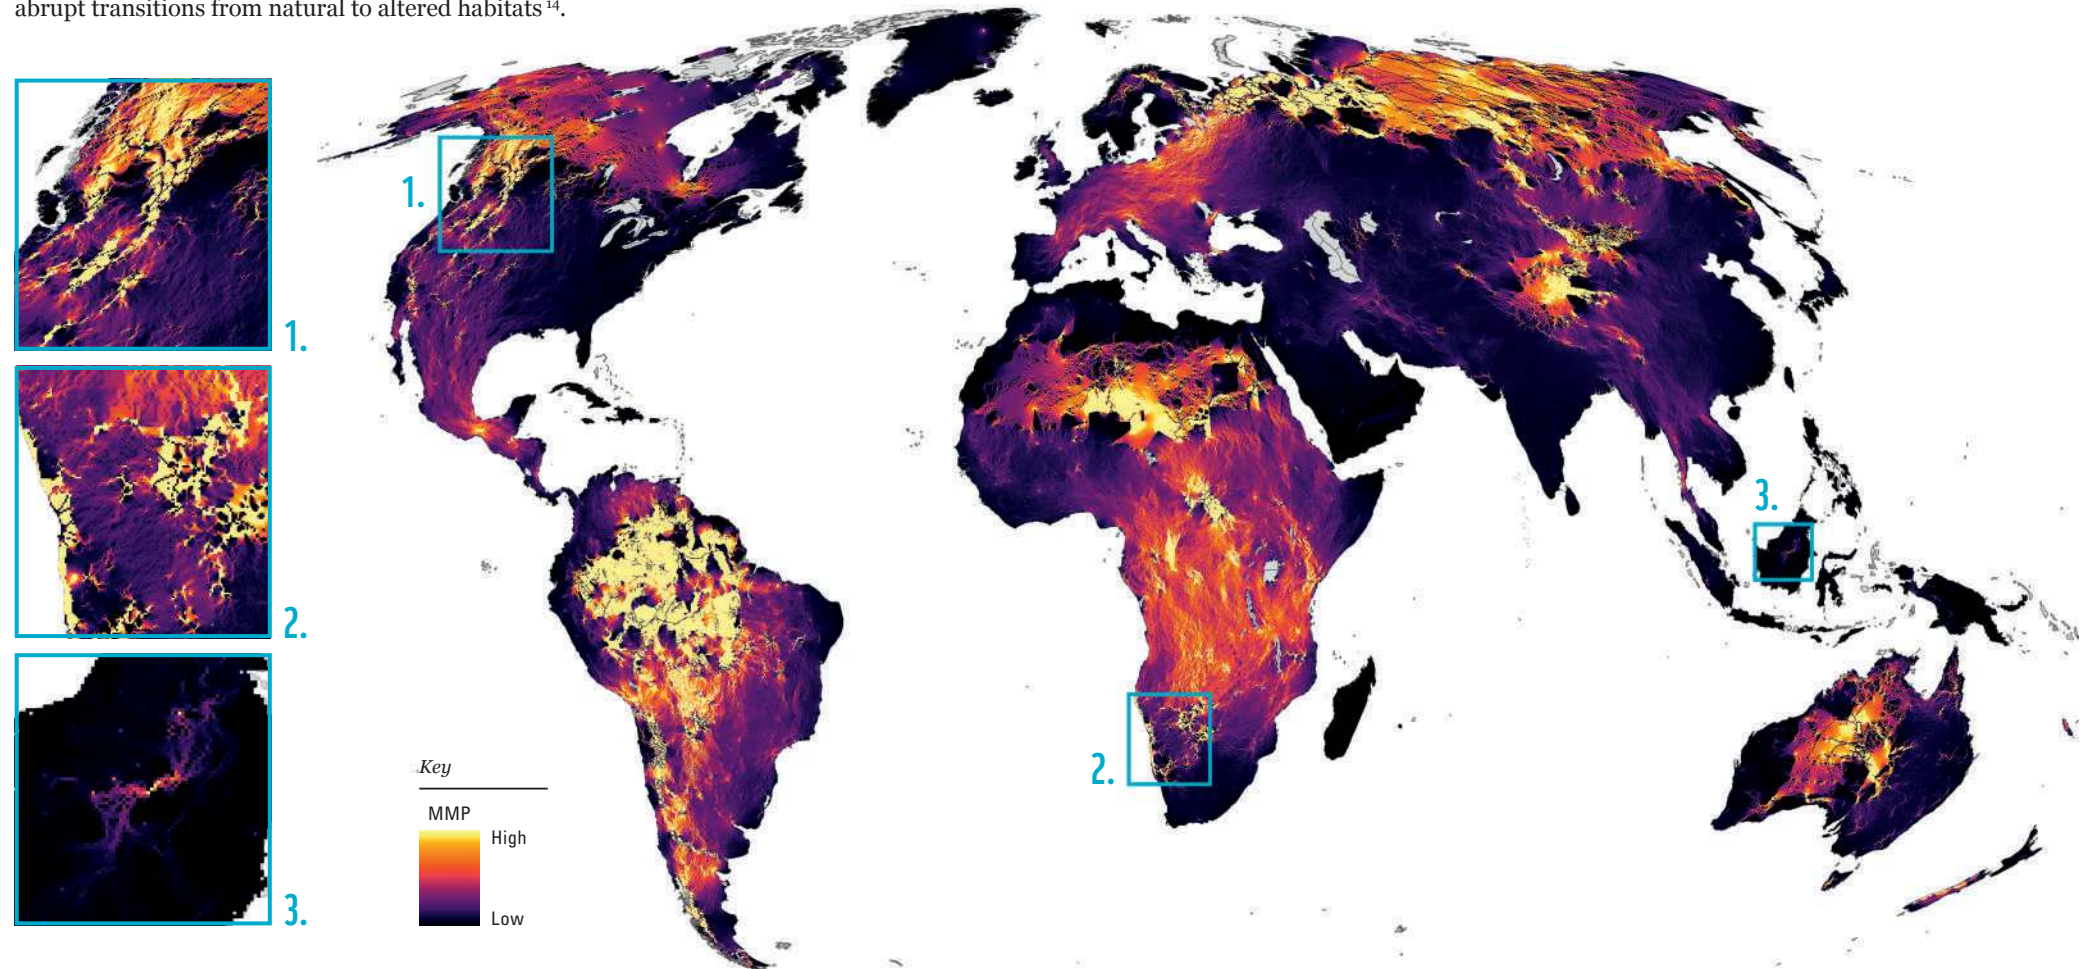 abrupt transitions from natural to altered habitats 14.
1.
1.
2.
3.
3.
2.
Key
MMP
High
Low